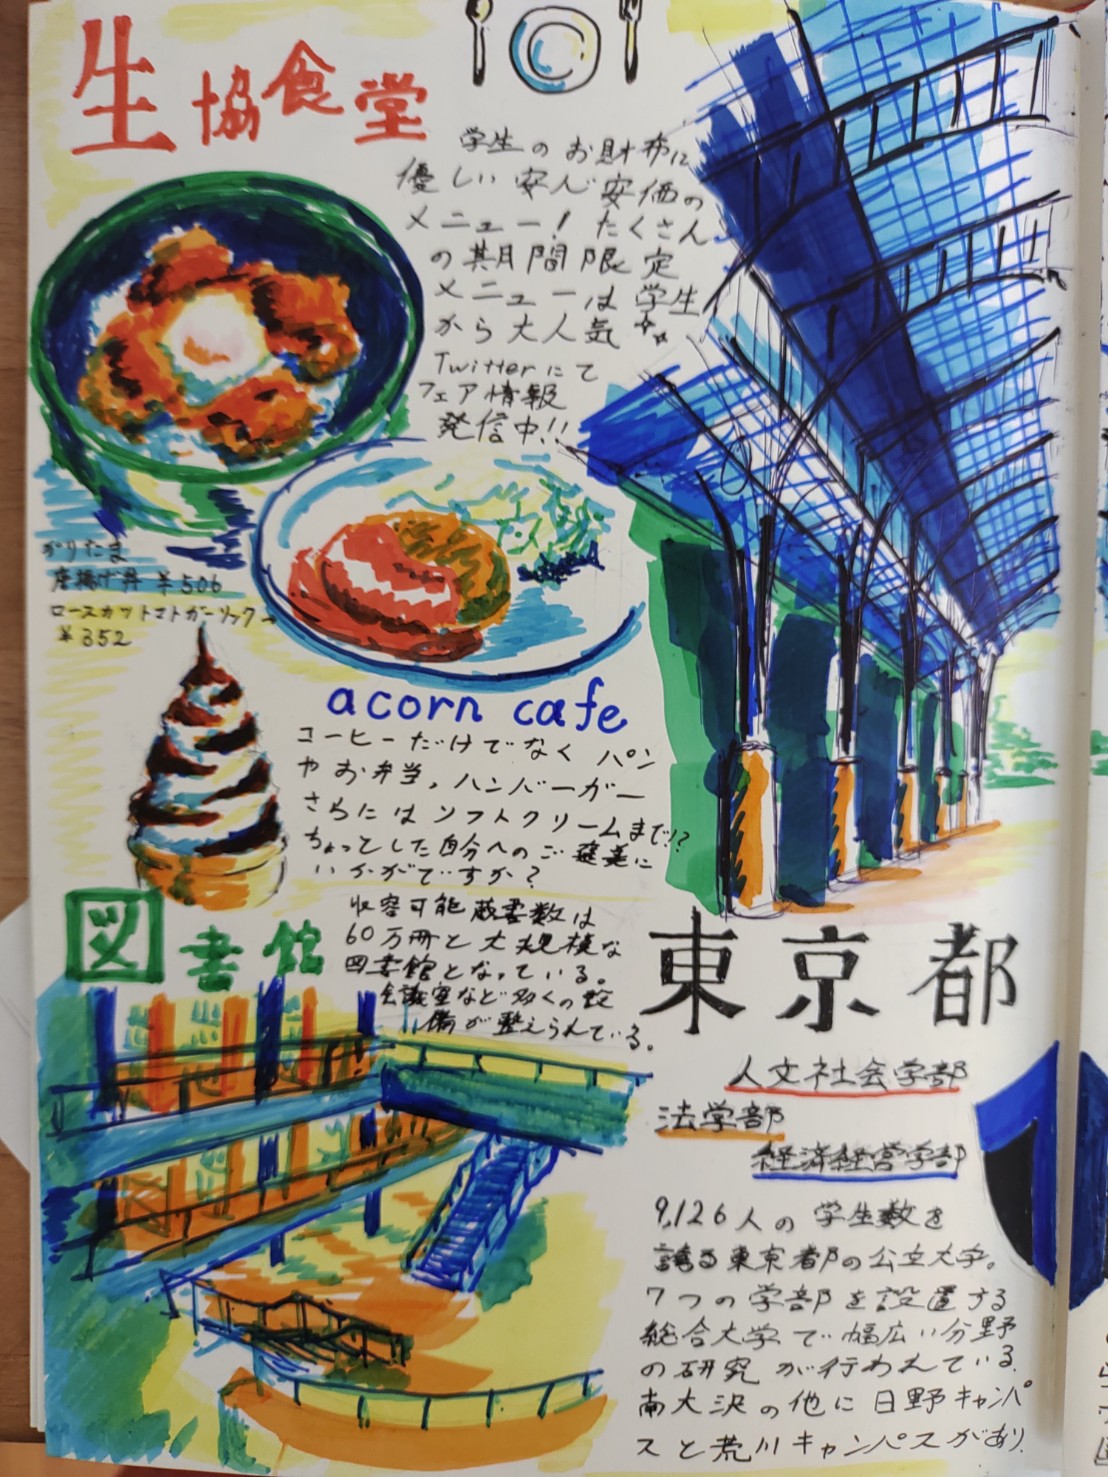 生協食堂
学生のお財布に
優しい安心安価の
メニュー!たくさん
の期間限定
メニューは学生
から大人気
Twitterにて
フェア情報
発信中!!
がりたま
唐揚げ丼 ¥506
ロースカツトマトガーリック→
¥352
acorn cafe
コーヒーだけでなくパン
やお弁当,ハンバーガー
さらにはソフトクリームまで!?
ちょっとした自分へのご褒美に
いかがですか?
図書館
収容可能蔵書数は
60万冊と大規模な
図書館となっている。
会議室など多くの設
備が整えられている。
東京都
人文社会学部
法学部
経済経営学部
9,126人の学生数を
誇る東京都の公立大学。
7つの学部を設置する
総合大学で幅広い分野
の研究が行われている.
南大沢の他に日野キャンパ
スと荒川キャンパスがあり.